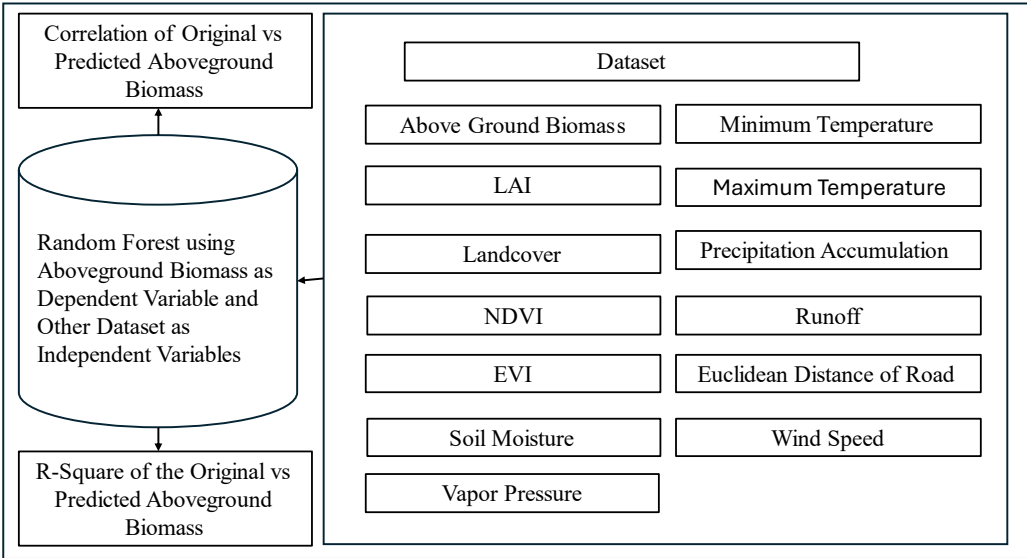 Correlation of Original vs
Predicted Aboveground
Biomass
Random Forest using
Aboveground Biomass as
Dependent Variable and
Other Dataset as
Independent Variables
R-Square of the Original vs
Predicted Aboveground
Biomass
Dataset
Above Ground Biomass
Minimum Temperature
LAI
Maximum Temperature
Landcover
Precipitation Accumulation
NDVI
Runoff
EVI
Euclidean Distance of Road
Soil Moisture
Wind Speed
Vapor Pressure